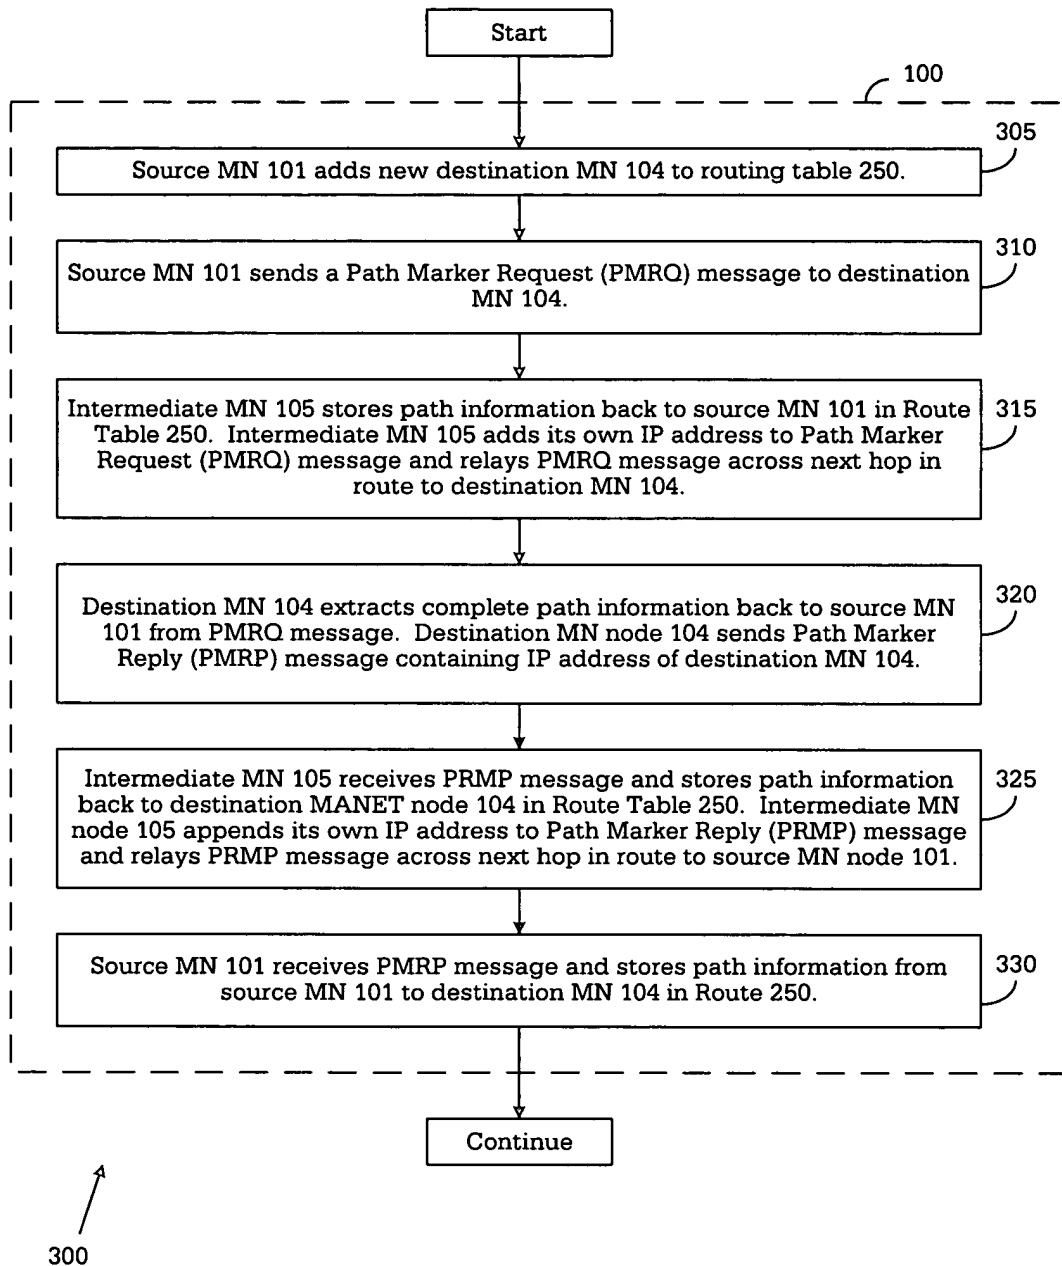 Start
100
305
Source MN 101 adds new destination MN 104 to routing table 250.
310
Source MN 101 sends a Path Marker Request (PMRQ) message to destination
MN 104.
Intermediate MN 105 stores path information back to source MN 101 in Route
315
Table 250. Intermediate MN 105 adds its own IP address to Path Marker
Request (PMRQ) message and relays PMRQ message across next hop in
route to destination MN 104.
320
Destination MN 104 extracts complete path information back to source MN
101 from PMRQ message. Destination MN node 104 sends Path Marker
Reply (PMRP) message containing IP address of destination MN 104.
Intermediate MN 105 receives PRMP message and stores path information
325
back to destination MANET node 104 in Route Table 250. Intermediate MN
node 105 appends its own IP address to Path Marker Reply (PRMP) message
and relays PRMP message across next hop in route to source MN node 101.
330
Source MN 101 receives PMRP message and stores path information from
source MN 101 to destination MN 104 in Route 250.
Continue
300